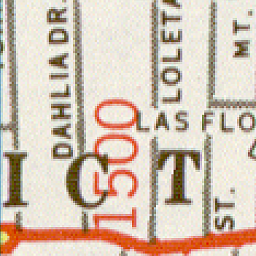 DAHLIA DR.
LOLETA
MT.
LAS FLO
1500
I C T
ST.